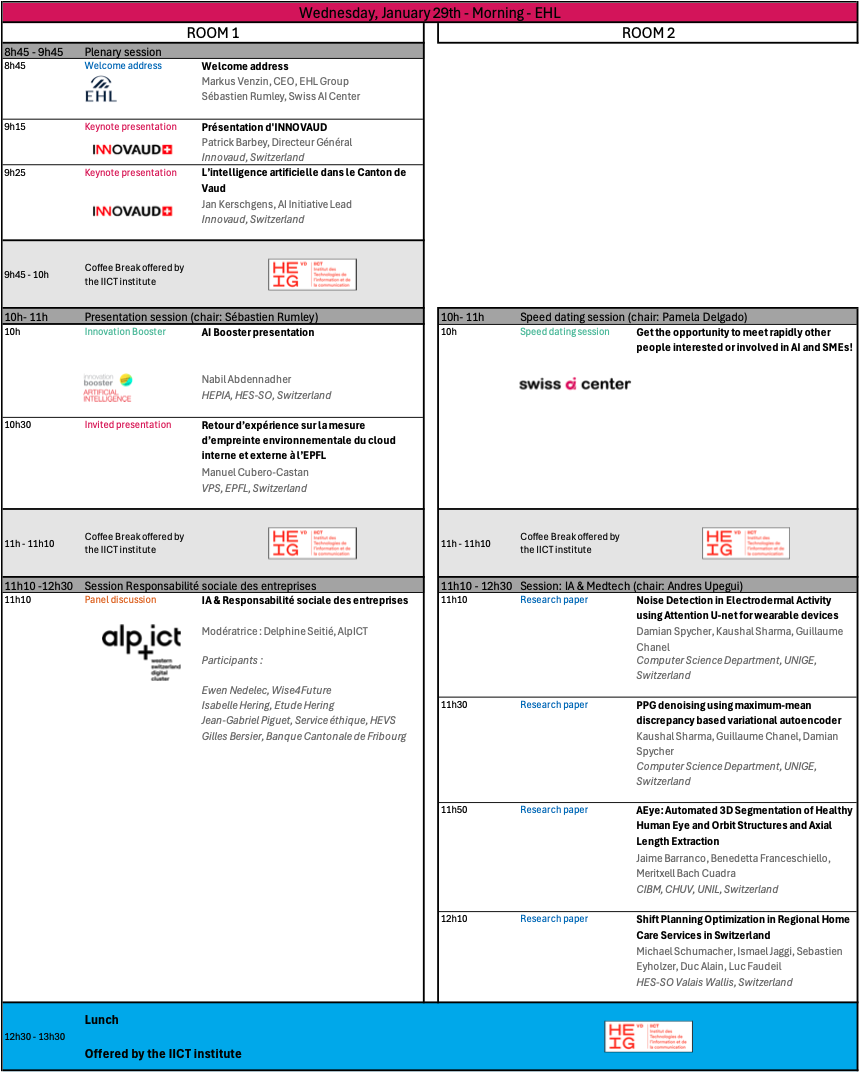 Wednesday, January 29th - Morning - EHL
ROOM 1
8h45 - 9h45 Plenary session
8h45 Welcome address Welcome address
Markus Venzin, CEO, EHL Group
EHL
Sébastien Rumley, Swiss AI Center
9h15 Keynote presentation Présentation d'INNOVAUD
Patrick Barbey, Directeur Général
INNOVAUD
Innovaud, Switzerland
9h25 Keynote presentation L'intelligence artificielle dans le Canton de
Vaud
Jan Kerschgens, AI Initiative Lead
INNOVAUD
Innovaud, Switzerland
9h45 - 10h Coffee Break offered by
the IICT institute
HE VD IICT
IG Institut des
Technologies de
l'information et de
la communication
10h- 11h Presentation session (chair: Sébastien Rumley)
10h Innovation Booster AI Booster presentation
innovation
booster
ARTIFICIAL
INTELLIGENCE
Nabil Abdennadher
HEPIA, HES-SO, Switzerland
10h30 Invited presentation Retour d'expérience sur la mesure
d'empreinte environnementale du cloud
interne et externe à l'EPFL
Manuel Cubero-Castan
VPS, EPFL, Switzerland
11h - 11h10 Coffee Break offered by
the IICT institute
HE VD IICT
IG Institut des
Technologies de
l'information et de
la communication
11h10 -12h30 Session Responsabilité sociale des entreprises
11h10 Panel discussion IA & Responsabilité sociale des entreprises
alp+ict
western
switzerland
digital
cluster
Modératrice : Delphine Seitié, AlpICT
Participants :
Ewen Nedelec, Wise4Future
Isabelle Hering, Etude Hering
Jean-Gabriel Piguet, Service éthique, HEVS
Gilles Bersier, Banque Cantonale de Fribourg
ROOM 2
10h- 11h Speed dating session (chair: Pamela Delgado)
10h Speed dating session Get the opportunity to meet rapidly other
people interested or involved in AI and SMEs!
swiss ai center
11h - 11h10 Coffee Break offered by
the IICT institute
HE VD IICT
IG Institut des
Technologies de
l'information et de
la communication
11h10 - 12h30 Session: IA & Medtech (chair: Andres Upegui)
11h10 Research paper Noise Detection in Electrodermal Activity
using Attention U-net for wearable devices
Damian Spycher, Kaushal Sharma, Guillaume
Chanel
Computer Science Department, UNIGE,
Switzerland
11h30 Research paper PPG denoising using maximum-mean
discrepancy based variational autoencoder
Kaushal Sharma, Guillaume Chanel, Damian
Spycher
Computer Science Department, UNIGE,
Switzerland
11h50 Research paper AEye: Automated 3D Segmentation of Healthy
Human Eye and Orbit Structures and Axial
Length Extraction
Jaime Barranco, Benedetta Franceschiello,
Meritxell Bach Cuadra
CIBM, CHUV, UNIL, Switzerland
12h10 Research paper Shift Planning Optimization in Regional Home
Care Services in Switzerland
Michael Schumacher, Ismael Jaggi, Sebastien
Eyholzer, Duc Alain, Luc Faudeil
HES-SO Valais Wallis, Switzerland
12h30 - 13h30
Lunch
Offered by the IICT institute
HE VD IICT
IG Institut des
Technologies de
l'information et de
la communication